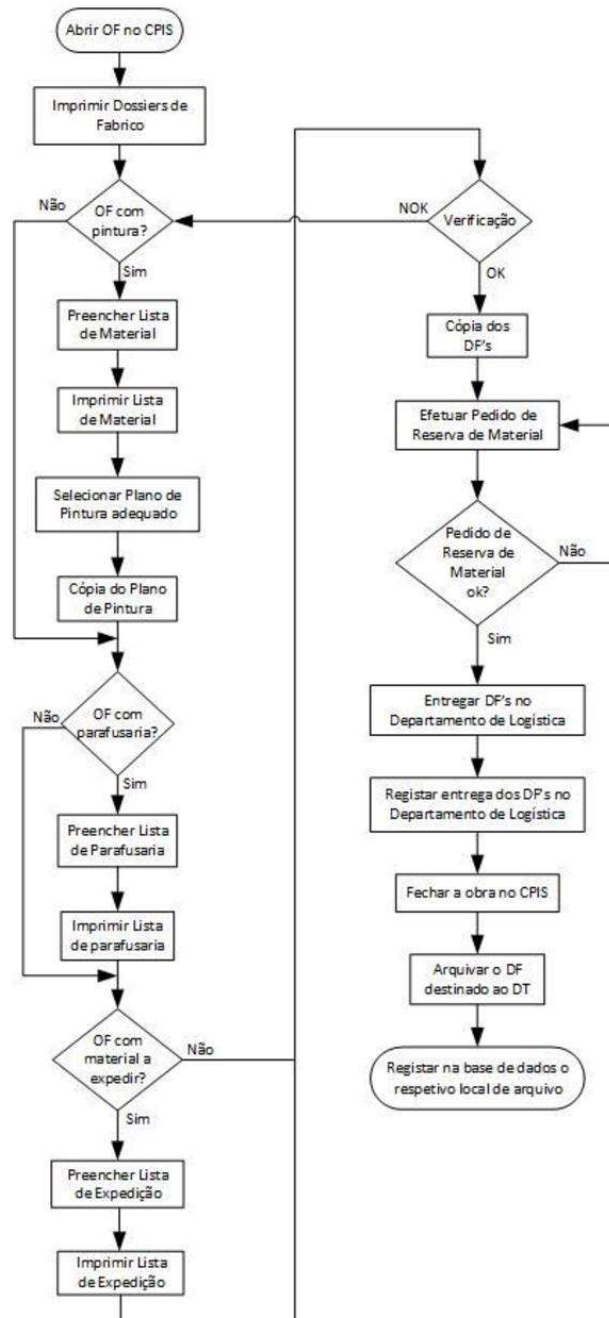 Abrir OF no CPIS
Imprimir Dossiers de
Fabrico
Não
OF com
pintura?
Sim
Preencher Lista
de Material
Imprimir Lista
de Material
Selecionar Plano de
Pintura adequado
Cópia do Plano
de Pintura
Não
OF com
parafusaria?
Sim
Preencher Lista
de Parafusaria
Imprimir Lista
de parafusaria
OF com
material a
expedir?
Não
Sim
Preencher Lista
de Expedição
Imprimir Lista
de Expedição
NOK
Verificação
OK
Cópia dos
DF's
Efetuar Pedido de
Reserva de Material
Pedido de
Reserva de
Material
ok?
Não
Sim
Entregar DF's no
Departamento de Logística
Registar entrega dos DF's no
Departamento de Logística
Fechar a obra no CPIS
Arquivar o DF
destinado ao DT
Registar na base de dados o
respetivo local de arquivo